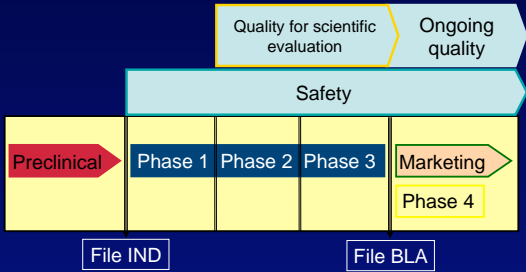 Quality for scientific
evaluation
Ongoing
quality
Safety
Preclinical
Phase 1
Phase 2
Phase 3
Marketing
Phase 4
File IND
File BLA